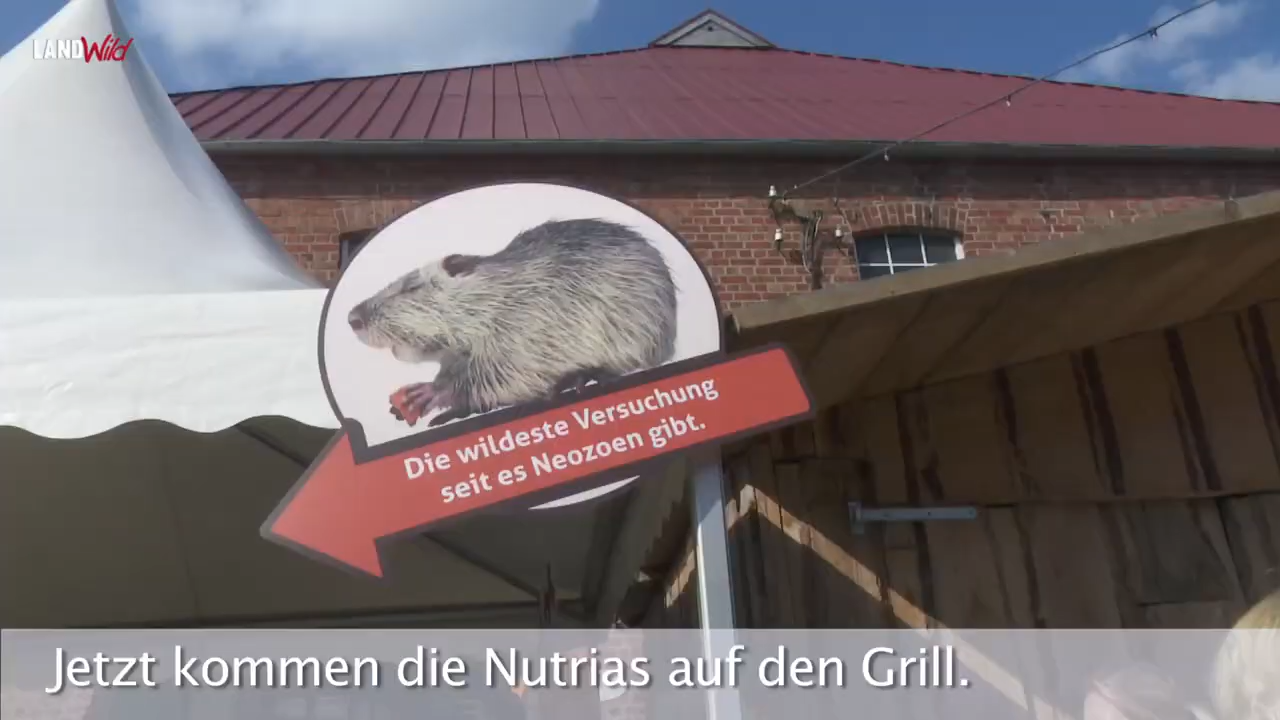 LANDWild
Die wildeste Versuchung
seit es Neozoen gibt.
Jetzt kommen die Nutrias auf den Grill.